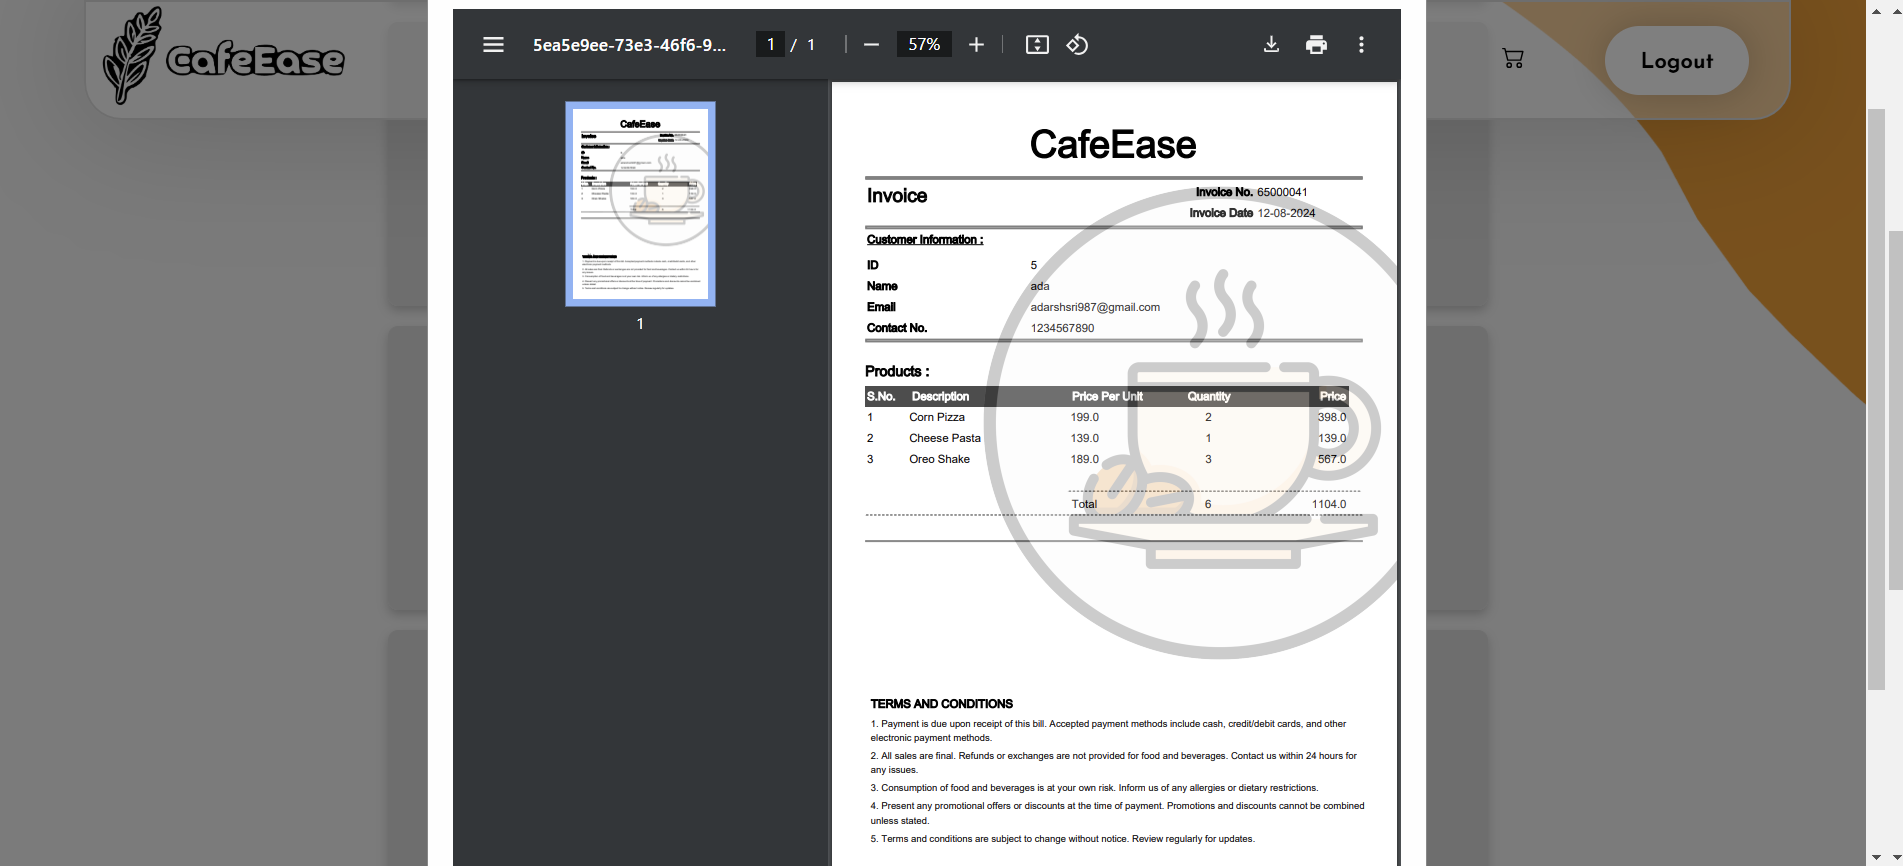 CafeEase
5ea5e9ee-73e3-46f6-9... 1 / 1 57%
Logout
1
CafeEase
Invoice
Invoice No. 65000041
Invoice Date 12-08-2024
Customer Information :
ID 5
Name ada
Email adarshsri987@gmail.com
Contact No. 1234567890
Products :
S.No. Description Price Per Unit Quantity Price
1 Corn Pizza 199.0 2 398.0
2 Cheese Pasta 139.0 1 139.0
3 Oreo Shake 189.0 3 567.0
Total 6 1104.0
TERMS AND CONDITIONS
1. Payment is due upon receipt of this bill. Accepted payment methods include cash, credit/debit cards, and other
electronic payment methods.
2. All sales are final. Refunds or exchanges are not provided for food and beverages. Contact us within 24 hours for
any issues.
3. Consumption of food and beverages is at your own risk. Inform us of any allergies or dietary restrictions.
4. Present any promotional offers or discounts at the time of payment. Promotions and discounts cannot be combined
unless stated.
5. Terms and conditions are subject to change without notice. Review regularly for updates.